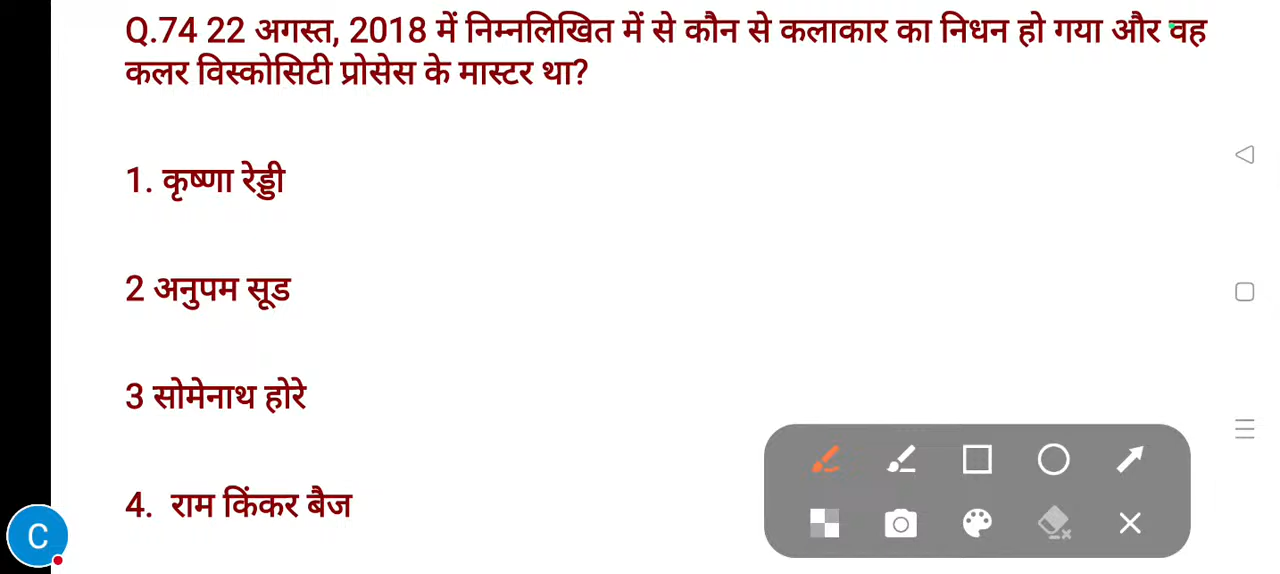 Q.74 22 अगस्त, 2018 में निम्नलिखित में से कौन से कलाकार का निधन हो गया और वह
कलर विस्कोसिटी प्रोसेस के मास्टर था?
1. कृष्णा रेड्डी
2 अनुपम सूड
3 सोमेनाथ होरे
4. राम किंकर बैज
C